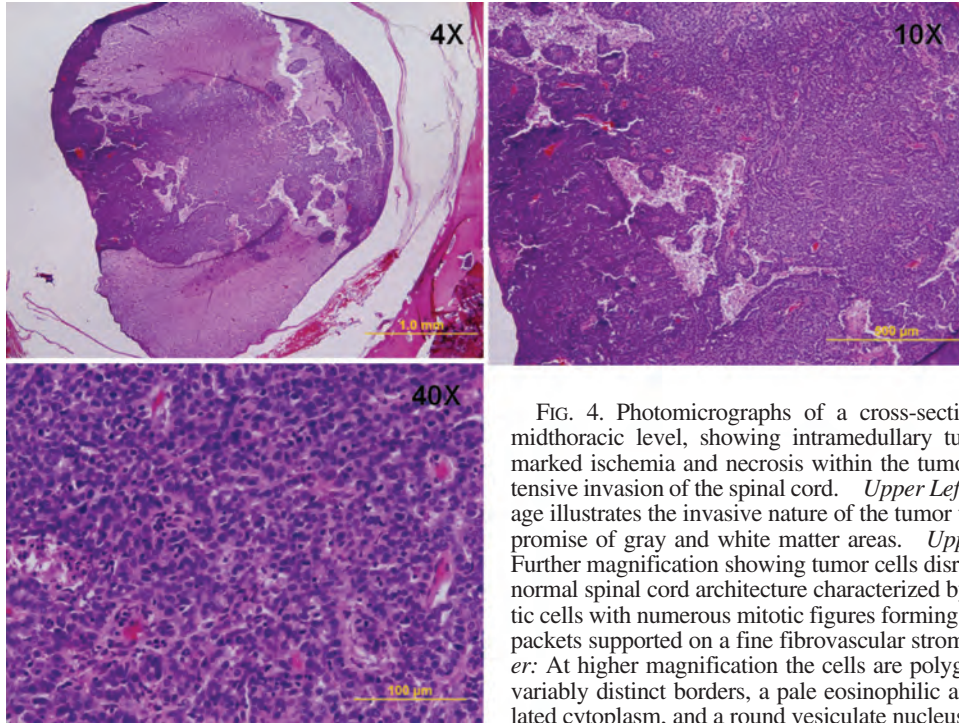 4X
1.0 mm
10X
40X
100 µm
FIG. 4. Photomicrographs of a cross-secti
midthoracic level, showing intramedullary tu
marked ischemia and necrosis within the tumo
tensive invasion of the spinal cord. Upper Left
age illustrates the invasive nature of the tumor
promise of gray and white matter areas. Upp
Further magnification showing tumor cells disr
normal spinal cord architecture characterized b
tic cells with numerous mitotic figures forming
packets supported on a fine fibrovascular strom
er: At higher magnification the cells are polyg
variably distinct borders, a pale eosinophilic a
lated cytoplasm, and a round vesiculate nucleus